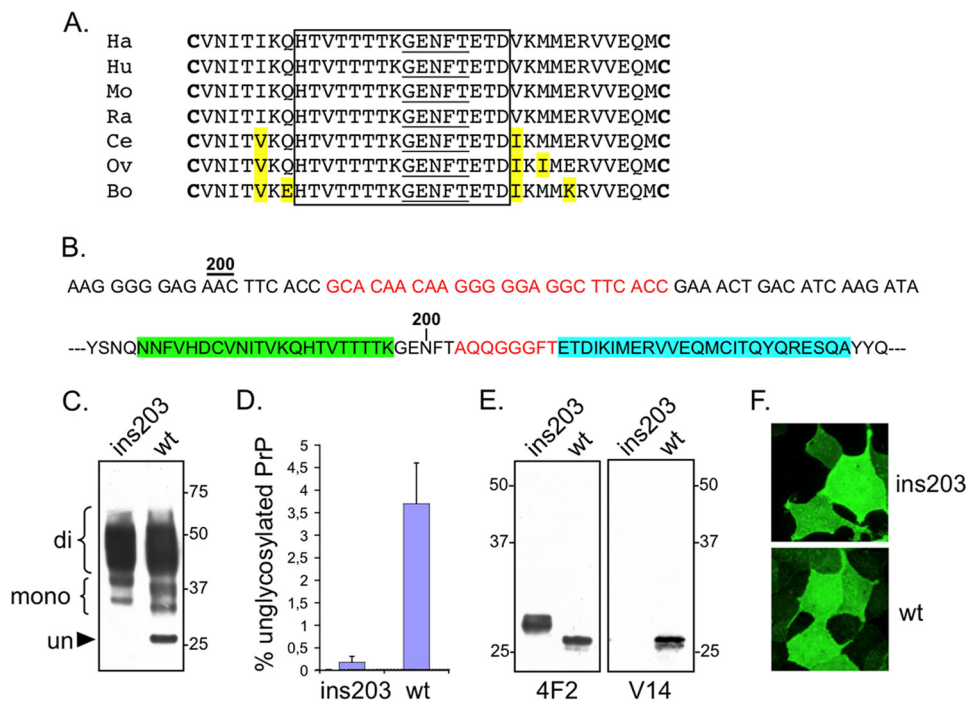 A.
Ha CVNITIKQHTVTTTTKGENFTETDVKMMERVVEQMC
Hu CVNITIKQHTVTTTTKGENFTETDVKMMERVVEQMC
Mo CVNITIKQHTVTTTTKGENFTETDVKMMERVVEQMC
Ra CVNITIKQHTVTTTTKGENFTETDVKMMERVVEQMC
Ce CVNITVKQHTVTTTTKGENFTETDIKMMERVVEQMC
Ov CVNITVKQHTVTTTTKGENFTETDIKIMERVVEQMC
Bo CVNITVKEHTVTTTTKGENFTETDIKMMKRVVEQMC
B.
200
AAG GGG GAG AAC TTC ACC GCA CAA CAA GGG GGA GGC TTC ACC GAA ACT GAC ATC AAG ATA
200
---YSNQNNFVHDCVNITVKQHTVTTTTKGENFTAQQGGGFTETDIKIMERVVEQMCITQYQRESQAYYQ---
C.
ins203
wt
75
50
37
25
di
mono
un
D.
% unglycosylated PrP
5
4,5
4
3,5
3
2,5
2
1,5
1
0,5
0
ins203 wt
E.
ins203
wt
ins203
wt
50
37
25
50
37
25
4F2 V14
F.
ins203
wt